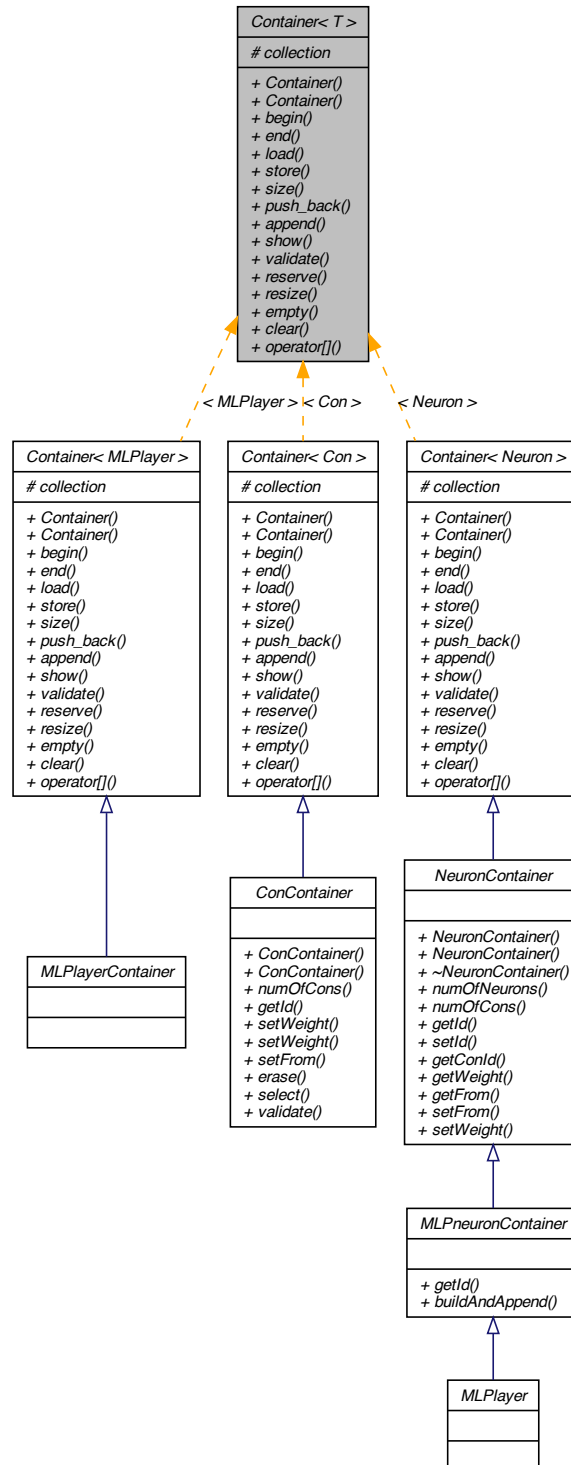 Container< T >
# collection
+ Container()
+ Container()
+ begin()
+ end()
+ load()
+ store()
+ size()
+ push_back()
+ append()
+ show()
+ validate()
+ reserve()
+ resize()
+ empty()
+ clear()
+ operator[]()
< MLPlayer >
< Con >
< Neuron >
Container< MLPlayer >
# collection
+ Container()
+ Container()
+ begin()
+ end()
+ load()
+ store()
+ size()
+ push_back()
+ append()
+ show()
+ validate()
+ reserve()
+ resize()
+ empty()
+ clear()
+ operator[]()
Container< Con >
# collection
+ Container()
+ Container()
+ begin()
+ end()
+ load()
+ store()
+ size()
+ push_back()
+ append()
+ show()
+ validate()
+ reserve()
+ resize()
+ empty()
+ clear()
+ operator[]()
Container< Neuron >
# collection
+ Container()
+ Container()
+ begin()
+ end()
+ load()
+ store()
+ size()
+ push_back()
+ append()
+ show()
+ validate()
+ reserve()
+ resize()
+ empty()
+ clear()
+ operator[]()
MLPlayerContainer
ConContainer
+ ConContainer()
+ ConContainer()
+ numOfCons()
+ getId()
+ setWeight()
+ setWeight()
+ setFrom()
+ erase()
+ select()
+ validate()
NeuronContainer
+ NeuronContainer()
+ NeuronContainer()
+ ~NeuronContainer()
+ numOfNeurons()
+ numOfCons()
+ getId()
+ setId()
+ getConId()
+ getWeight()
+ getFrom()
+ setFrom()
+ setWeight()
MLPneuronContainer
+ getId()
+ buildAndAppend()
MLPlayer